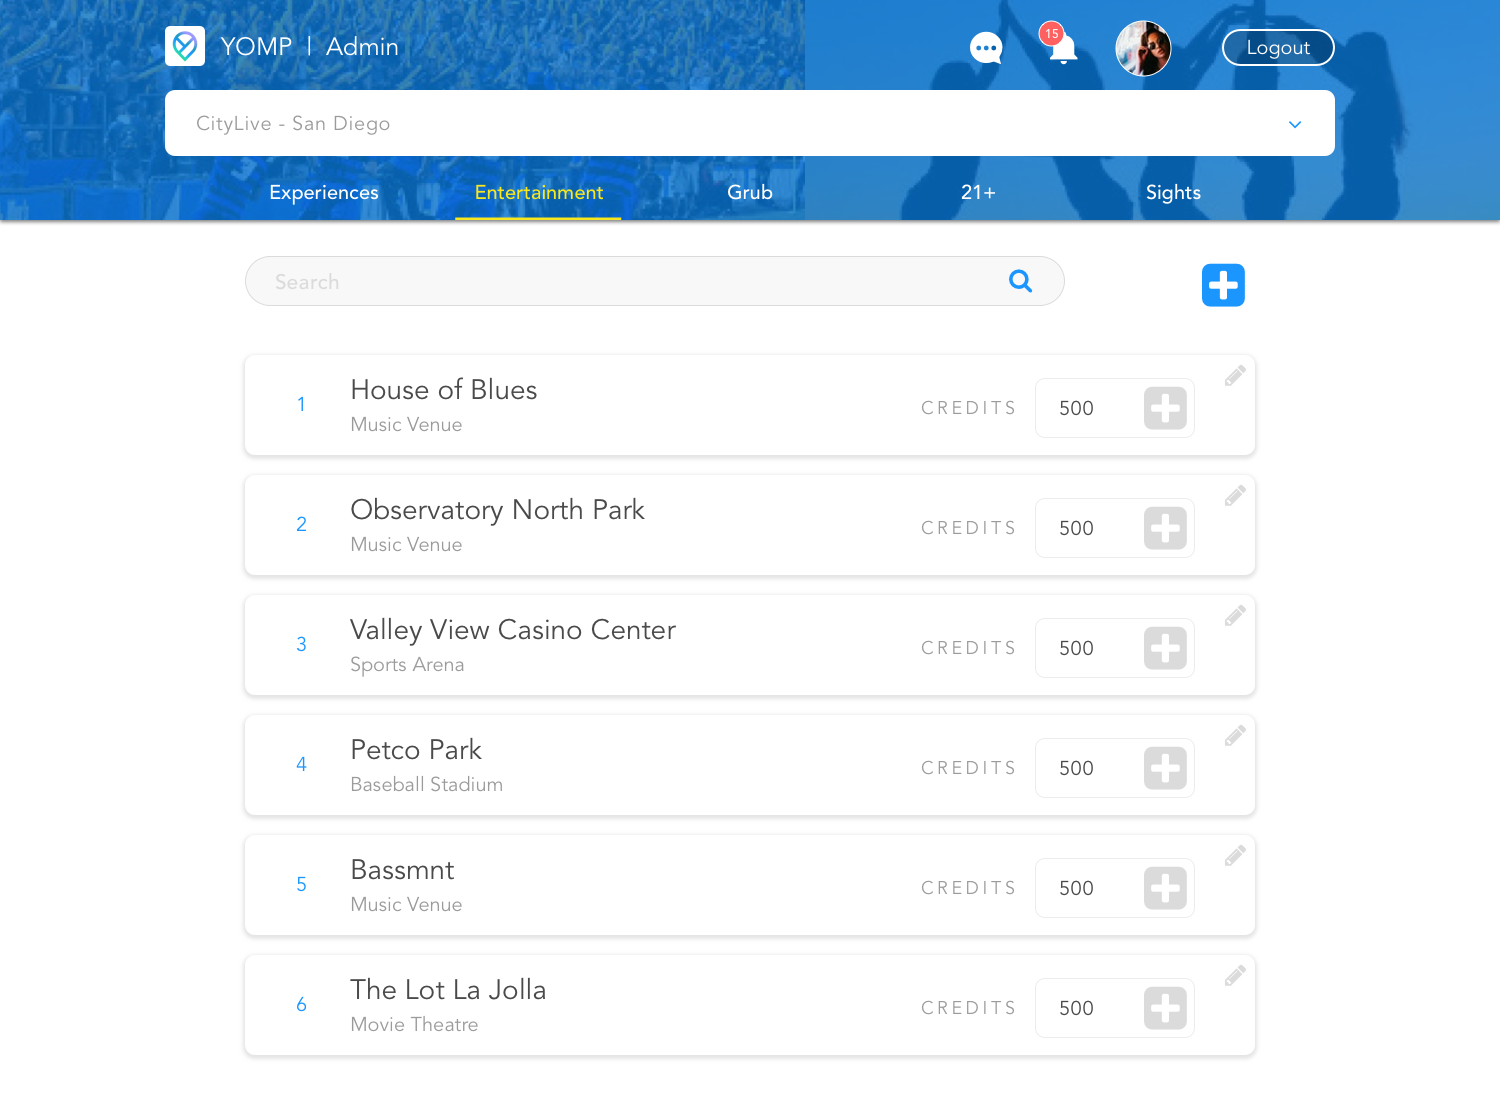 YOMP | Admin
15
Logout
CityLive - San Diego
Experiences
Entertainment
Grub
21+
Sights
Search
1
House of Blues
Music Venue
CREDITS
500
2
Observatory North Park
Music Venue
CREDITS
500
3
Valley View Casino Center
Sports Arena
CREDITS
500
4
Petco Park
Baseball Stadium
CREDITS
500
5
Bassmnt
Music Venue
CREDITS
500
6
The Lot La Jolla
Movie Theatre
CREDITS
500